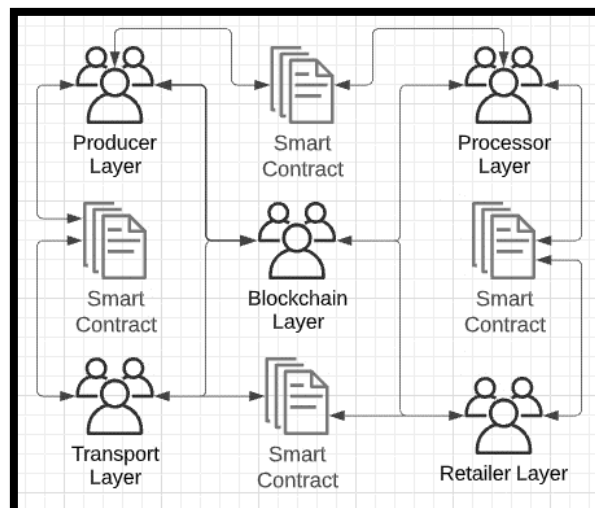 Producer
Layer
Smart
Contract
Processor
Layer
Smart
Contract
Blockchain
Layer
Smart
Contract
Transport
Layer
Smart
Contract
Retailer Layer